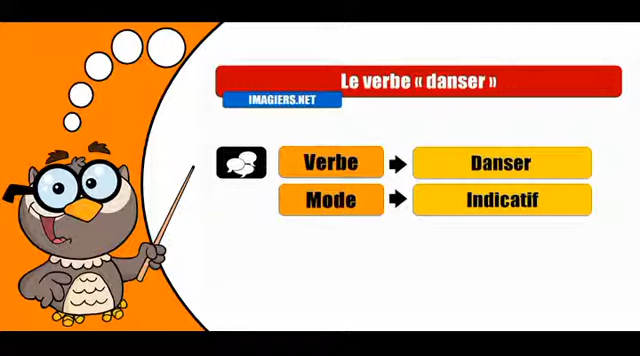 Le verbe « danser »
IMAGIERS.NET
Verbe Danser
Mode Indicatif